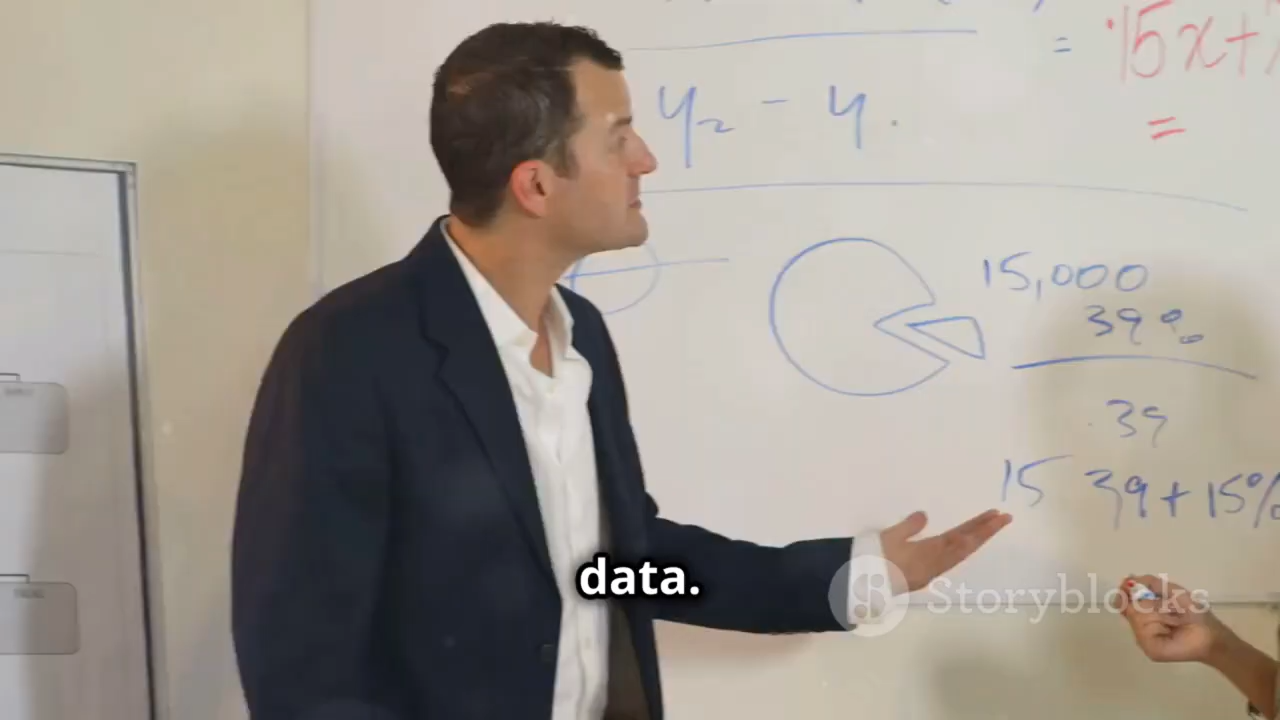 = 15x+
y₂ - y.
=
15,000
39%
.39
15 39 + 15%
data.
Storyblocks